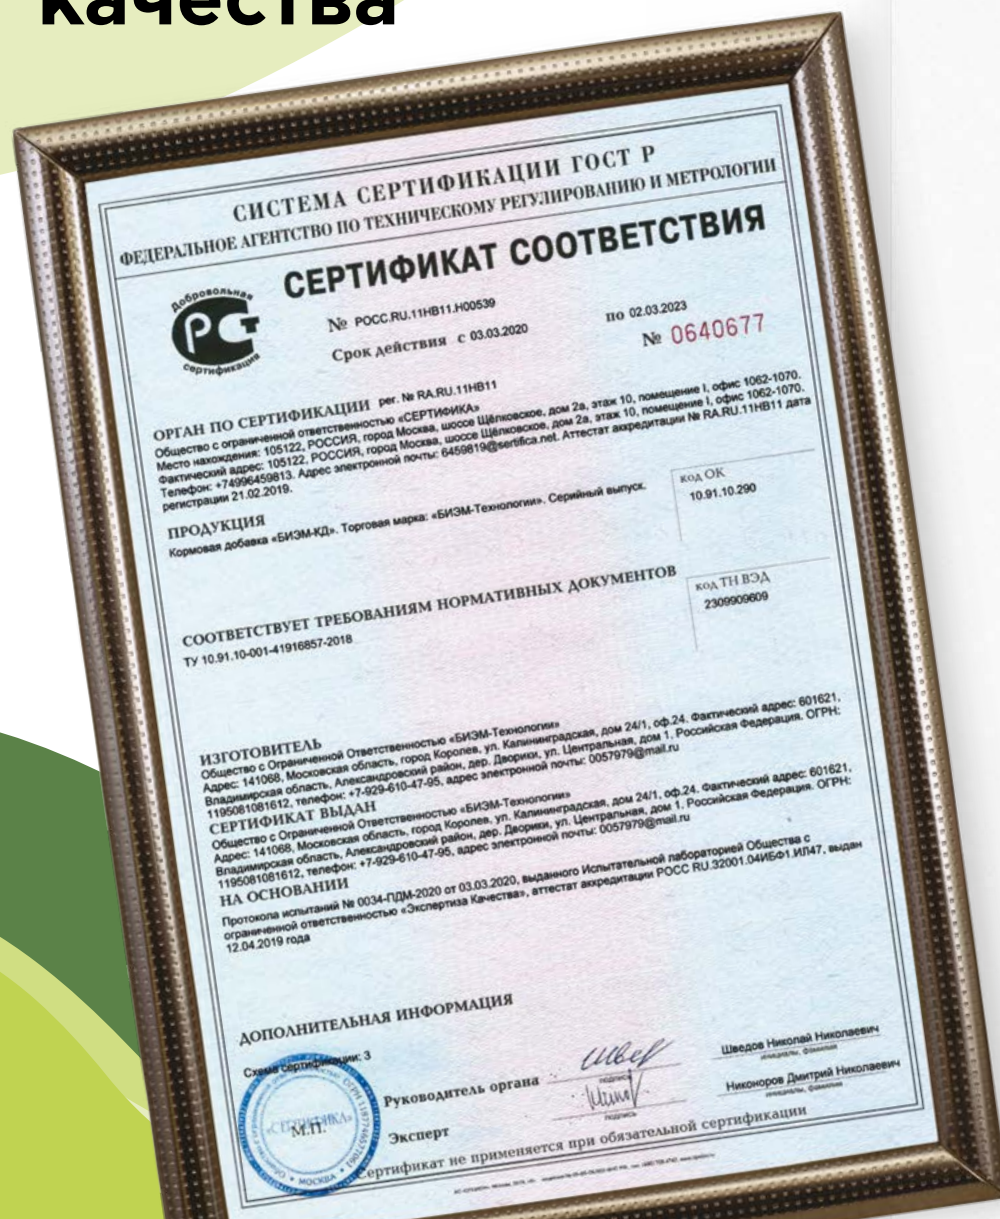 качества
СИСТЕМА СЕРТИФИКАЦИИ ГОСТ Р
ФЕДЕРАЛЬНОЕ АГЕНТСТВО ПО ТЕХНИЧЕСКОМУ РЕГУЛИРОВАНИЮ И МЕТРОЛОГИИ
СЕРТИФИКАТ СООТВЕТСТВИЯ
Добровольная
РСТ
сертификация
№ РОСС.RU.11НВ11.Н00539
Срок действия с 03.03.2020
по 02.03.2023
№ 0640677
ОРГАН ПО СЕРТИФИКАЦИИ рег. № RA.RU.11НВ11
Общество с ограниченной ответственностью «СЕРТИФИКА»
Место нахождения: 105122, РОССИЯ, город Москва, шоссе Щёлковское, дом 2а, этаж 10, помещение I, офис 1062-1070.
Фактический адрес: 105122, РОССИЯ, город Москва, шоссе Щёлковское, дом 2а, этаж 10, помещение I, офис 1062-1070.
Телефон: +74996459813. Адрес электронной почты: 6459819@sertifica.net. Аттестат аккредитации № RA.RU.11НВ11 дата
регистрации 21.02.2019.
ПРОДУКЦИЯ
Кормовая добавка «БИЭМ-КД». Торговая марка: «БИЭМ-Технологии». Серийный выпуск.
код ОК
10.91.10.290
СООТВЕТСТВУЕТ ТРЕБОВАНИЯМ НОРМАТИВНЫХ ДОКУМЕНТОВ
ТУ 10.91.10-001-41916857-2018
код ТН ВЭД
2309909609
ИЗГОТОВИТЕЛЬ
Общество с Ограниченной Ответственностью «БИЭМ-Технологии»
Адрес: 141068, Московская область, город Королев, ул. Калининградская, дом 24/1, оф.24. Фактический адрес: 601621,
Владимирская область, Александровский район, дер. Дворики, ул. Центральная, дом 1. Российская Федерация. ОГРН:
1195081081612, телефон: +7-929-610-47-95, адрес электронной почты: 0057979@mail.ru
СЕРТИФИКАТ ВЫДАН
Общество с Ограниченной Ответственностью «БИЭМ-Технологии»
Адрес: 141068, Московская область, город Королев, ул. Калининградская, дом 24/1, оф.24. Фактический адрес: 601621,
Владимирская область, Александровский район, дер. Дворики, ул. Центральная, дом 1. Российская Федерация. ОГРН:
1195081081612, телефон: +7-929-610-47-95, адрес электронной почты: 0057979@mail.ru
НА ОСНОВАНИИ
Протокола испытаний № 0034-ПДМ-2020 от 03.03.2020, выданного Испытательной лабораторией Общества с
ограниченной ответственностью «Экспертиза Качества», аттестат аккредитации РОСС RU.32001.04ИБФ1.ИЛ47, выдан
12.04.2019 года
ДОПОЛНИТЕЛЬНАЯ ИНФОРМАЦИЯ
Схема сертификации: 3
«СЕРТИФИКА»
М.П.
МОСКВА
Руководитель органа
подпись
Шведов Николай Николаевич
инициалы, фамилия
Эксперт
подпись
Никоноров Дмитрий Николаевич
инициалы, фамилия
Сертификат не применяется при обязательной сертификации